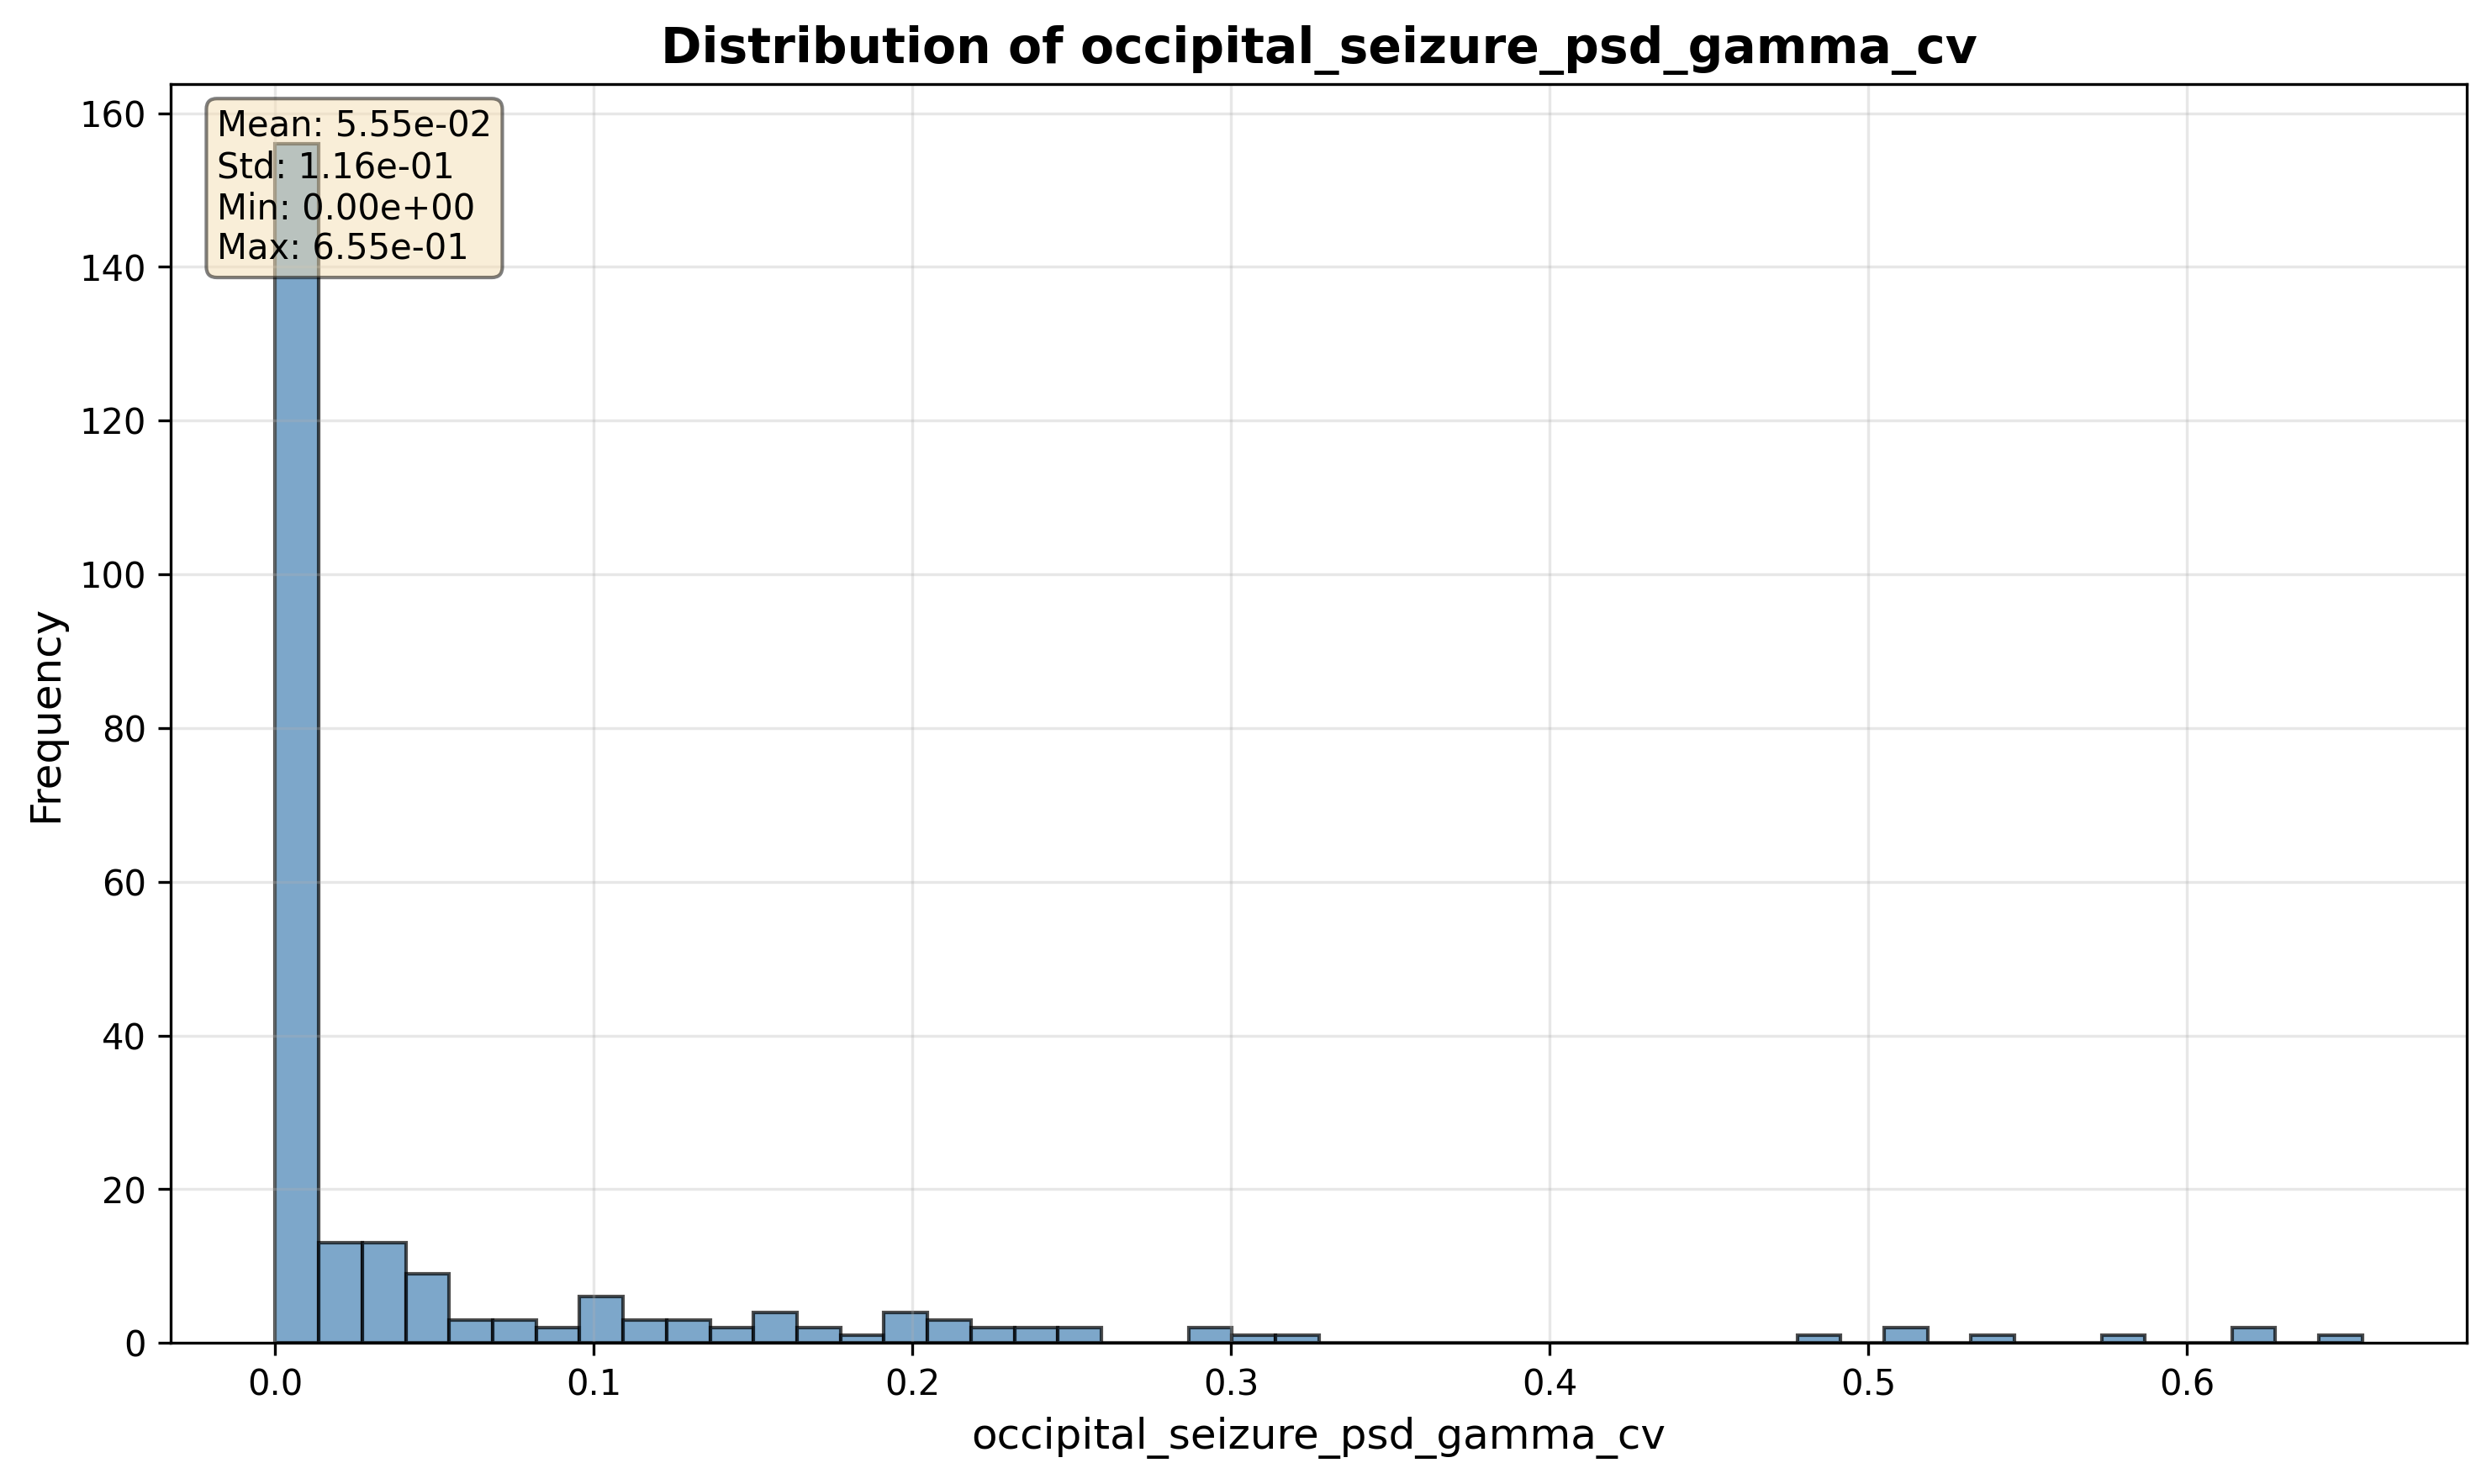 Distribution of occipital_seizure_psd_gamma_cv
Mean: 5.55e-02
Std: 1.16e-01
Min: 0.00e+00
Max: 6.55e-01
160
140
120
100
80
60
40
20
0
Frequency
0.0 0.1 0.2 0.3 0.4 0.5 0.6
occipital_seizure_psd_gamma_cv